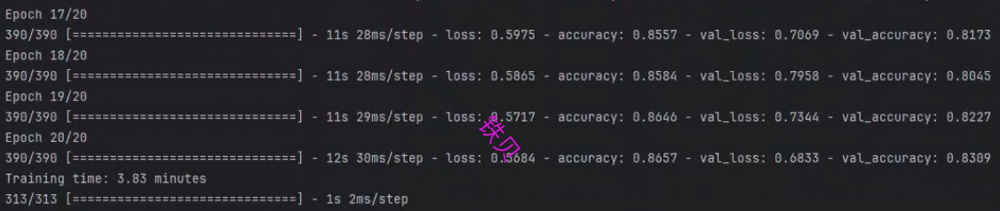 Epoch 17/20
390/390 [==============================] - 11s 28ms/step - loss: 0.5975 - accuracy: 0.8557 - val_loss: 0.7069 - val_accuracy: 0.8173
Epoch 18/20
390/390 [==============================] - 11s 28ms/step - loss: 0.5865 - accuracy: 0.8584 - val_loss: 0.7958 - val_accuracy: 0.8045
Epoch 19/20
390/390 [==============================] - 11s 29ms/step - loss: 0.5717 - accuracy: 0.8646 - val_loss: 0.7344 - val_accuracy: 0.8227
Epoch 20/20
390/390 [==============================] - 12s 30ms/step - loss: 0.5684 - accuracy: 0.8657 - val_loss: 0.6833 - val_accuracy: 0.8309
Training time: 3.83 minutes
313/313 [==============================] - 1s 2ms/step